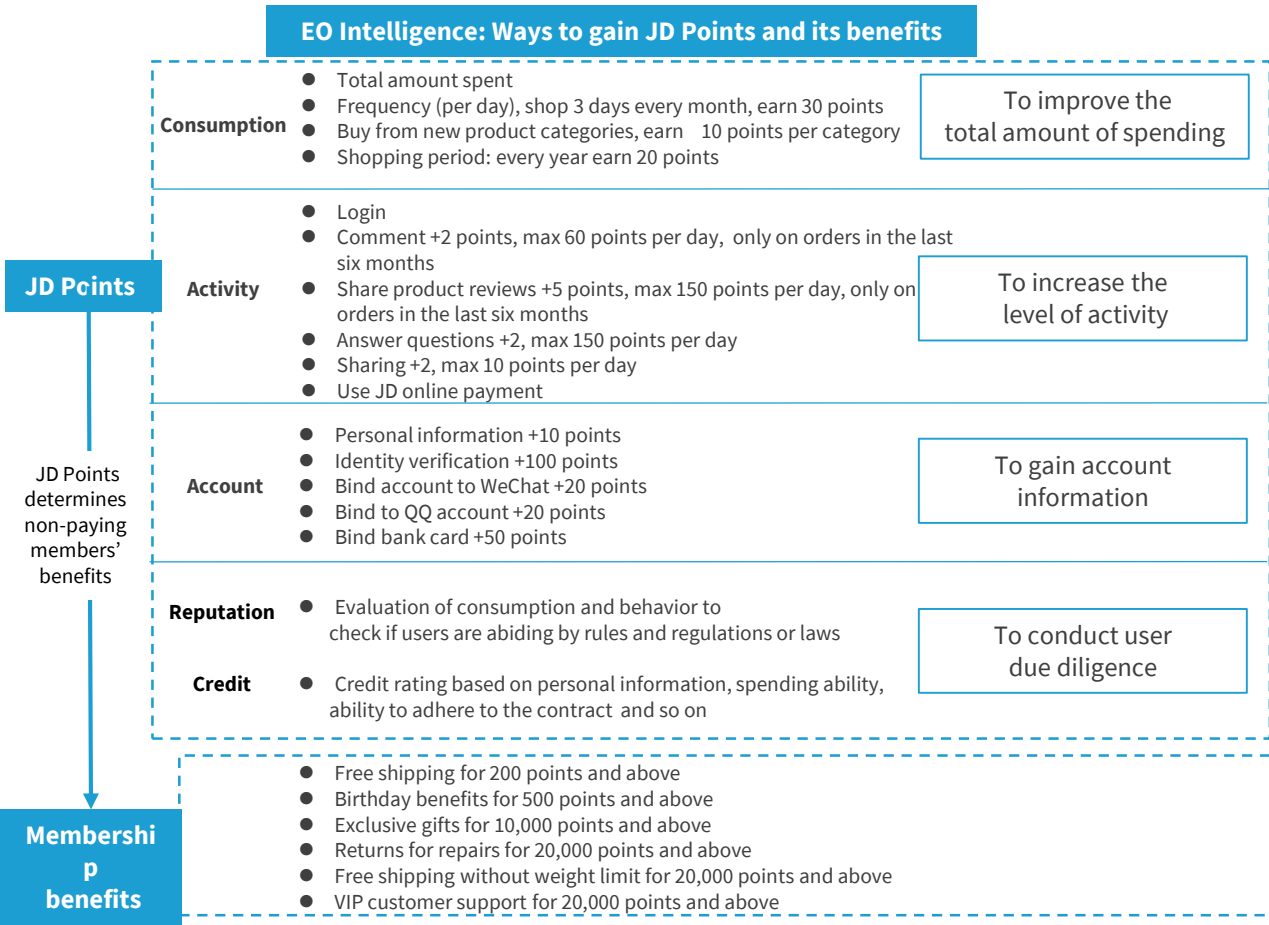 EO Intelligence: Ways to gain JD Points and its benefits
JD Points
JD Points
determines
non-paying
members’
benefits
Consumption
● Total amount spent
● Frequency (per day), shop 3 days every month, earn 30 points
● Buy from new product categories, earn 10 points per category
● Shopping period: every year earn 20 points
To improve the
total amount of spending
Activity
● Login
● Comment +2 points, max 60 points per day, only on orders in the last
six months
● Share product reviews +5 points, max 150 points per day, only on
orders in the last six months
● Answer questions +2, max 150 points per day
● Sharing +2, max 10 points per day
● Use JD online payment
To increase the
level of activity
Account
● Personal information +10 points
● Identity verification +100 points
● Bind account to WeChat +20 points
● Bind to QQ account +20 points
● Bind bank card +50 points
To gain account
information
Reputation
● Evaluation of consumption and behavior to
check if users are abiding by rules and regulations or laws
Credit
● Credit rating based on personal information, spending ability,
ability to adhere to the contract and so on
To conduct user
due diligence
Membershi
p
benefits
● Free shipping for 200 points and above
● Birthday benefits for 500 points and above
● Exclusive gifts for 10,000 points and above
● Returns for repairs for 20,000 points and above
● Free shipping without weight limit for 20,000 points and above
● VIP customer support for 20,000 points and above